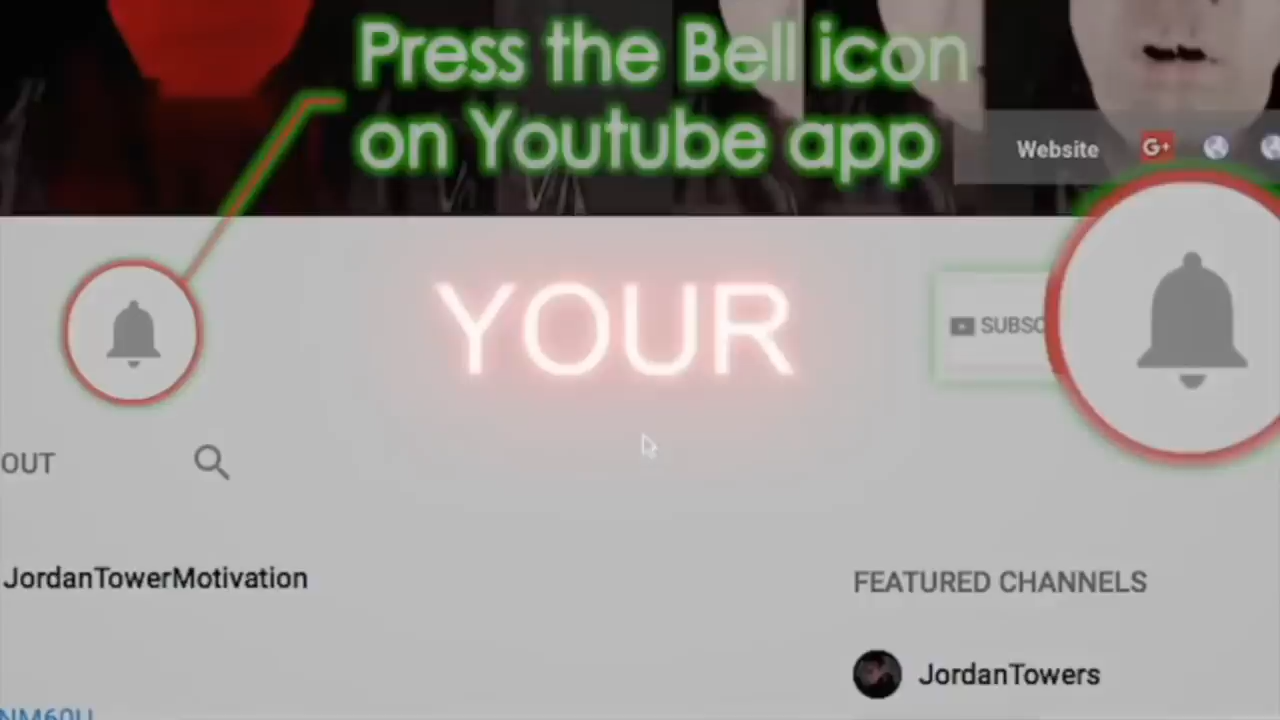 Press the Bell icon
on Youtube app
Website G+
YOUR
SUBSC
OUT
JordanTowerMotivation
FEATURED CHANNELS
JordanTowers